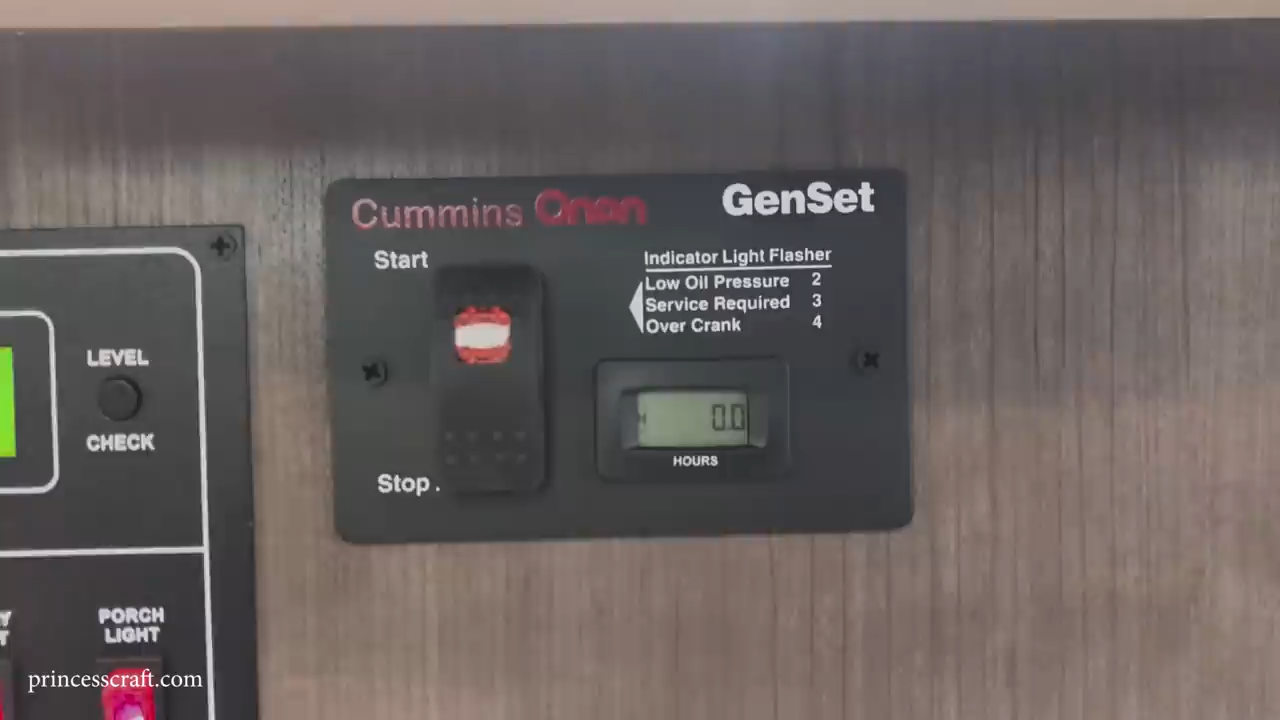 Cummins Onan
GenSet
Start
Indicator Light Flasher
Low Oil Pressure 2
Service Required 3
Over Crank 4
0.0
HOURS
Stop
LEVEL
CHECK
PORCH
LIGHT
princesscraft.com